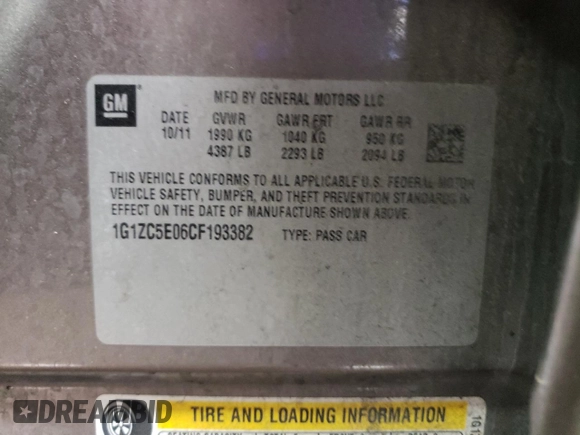 GM
MFD BY GENERAL MOTORS LLC
DATE GVWR GAWR FRT GAWR RR
10/11 1990 KG 1040 KG 950 KG
4387 LB 2293 LB 2094 LB
THIS VEHICLE CONFORMS TO ALL APPLICABLE U.S. FEDERAL MOTOR
VEHICLE SAFETY, BUMPER, AND THEFT PREVENTION STANDARDS IN
EFFECT ON THE DATE OF MANUFACTURE SHOWN ABOVE.
1G1ZC5E06CF193382 TYPE: PASS CAR
TIRE AND LOADING INFORMATION
DREAMBID